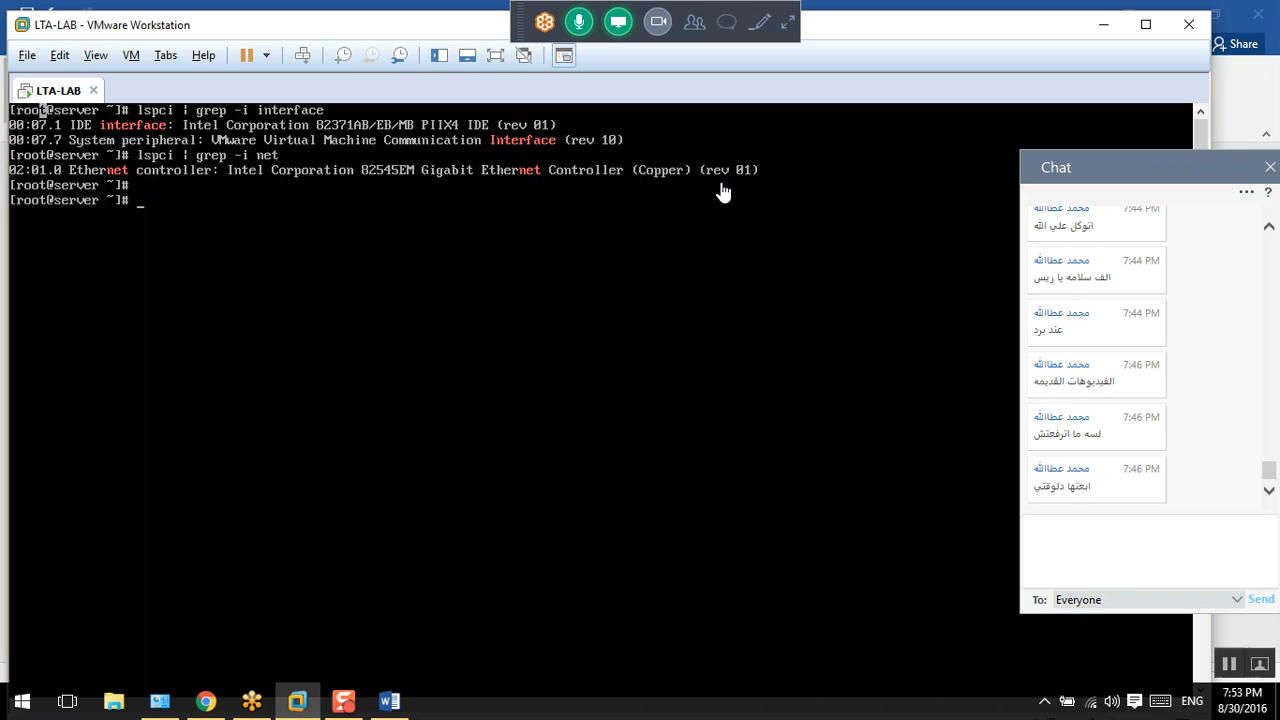 LTA-LAB - VMware Workstation
File Edit View VM Tabs Help
Share
LTA-LAB
[root@server ~]# lspci | grep -i interface
00:07.1 IDE interface: Intel Corporation 82371AB/EB/MB PIIX4 IDE (rev 01)
00:07.7 System peripheral: VMware Virtual Machine Communication Interface (rev 10)
[root@server ~]# lspci | grep -i net
02:01.0 Ethernet controller: Intel Corporation 82545EM Gigabit Ethernet Controller (Copper) (rev 01)
[root@server ~]#
[root@server ~]# _
Chat
... ?
محمد عطاالله 7:44 PM
اتوكل علي الله
محمد عطاالله 7:44 PM
الف سلامه يا ريس
محمد عطاالله 7:44 PM
عند برد
محمد عطاالله 7:46 PM
الفيديوهات القديمه
محمد عطاالله 7:46 PM
لسه ما اترفعتش
محمد عطاالله 7:46 PM
ابعتها دلوقتي
To: Everyone Send
ENG
7:53 PM
8/30/2016